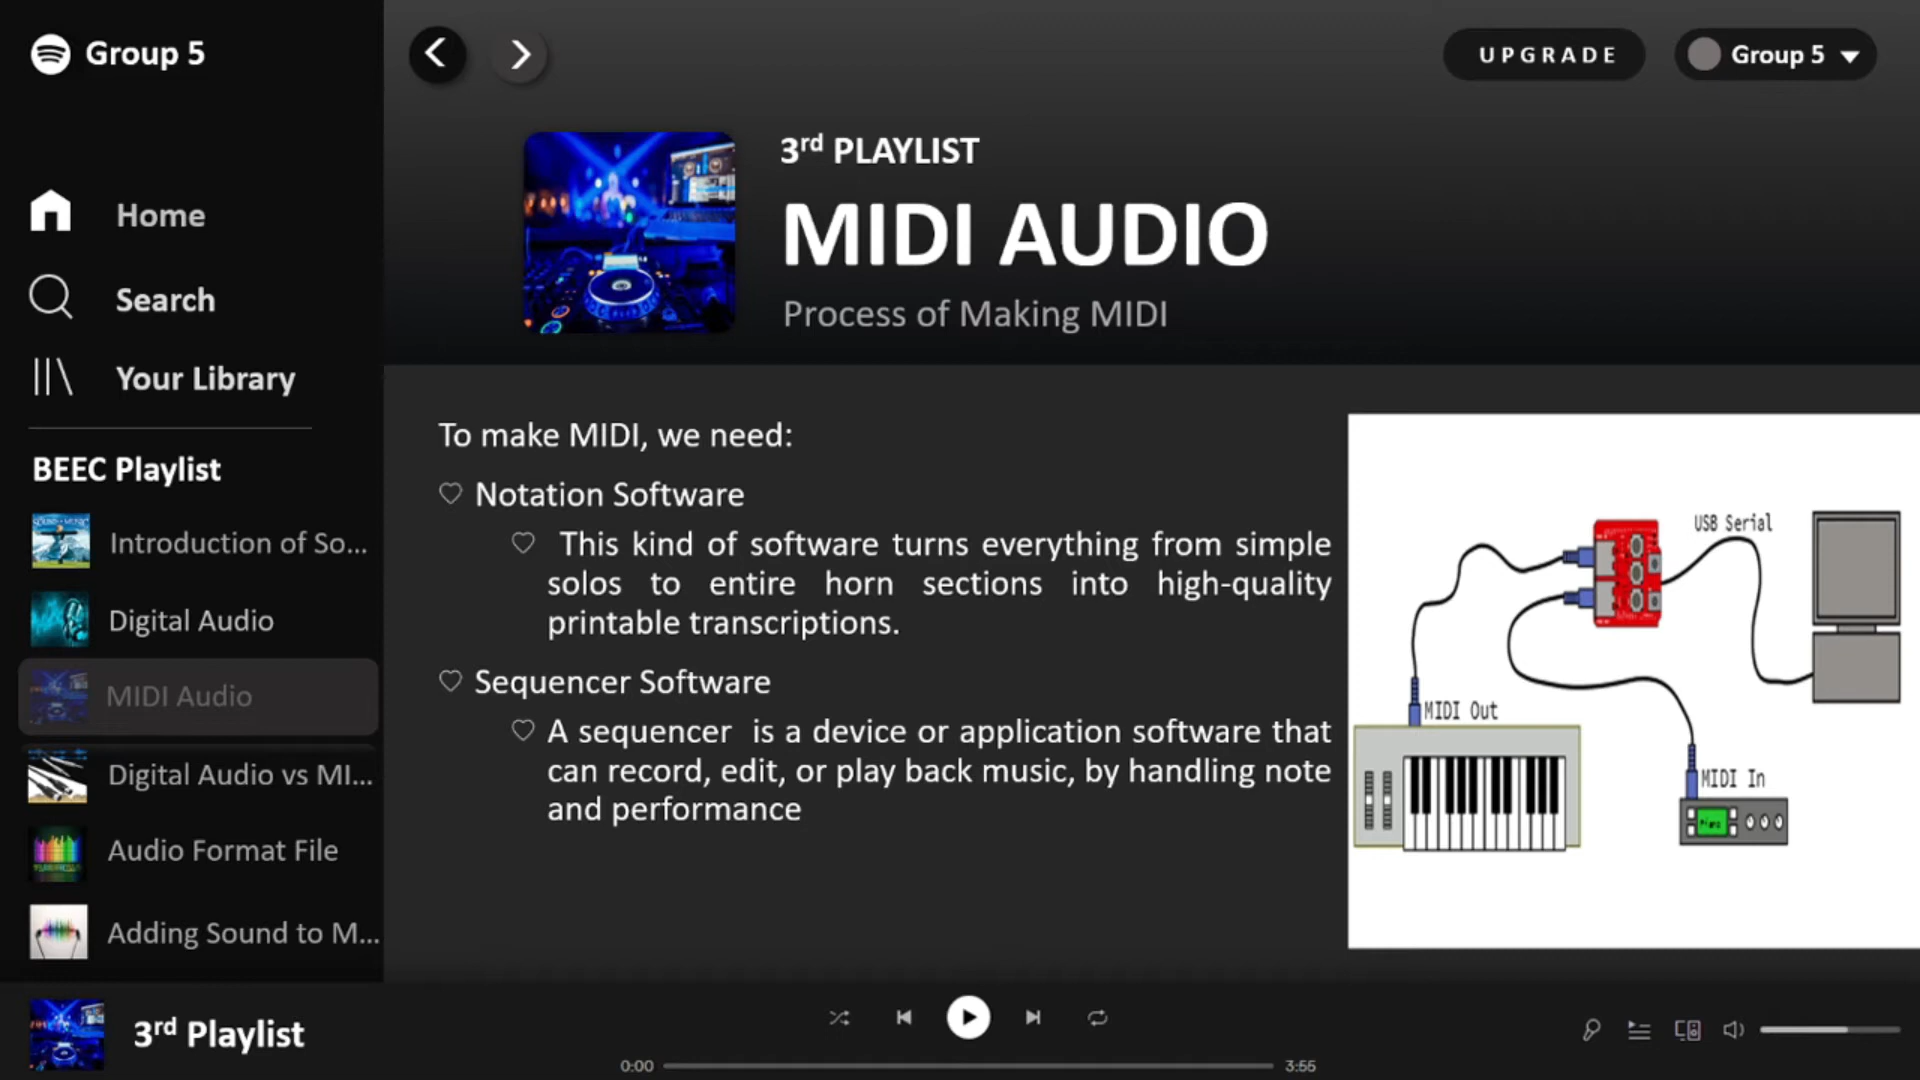 Group 5
Home
Search
Your Library
BEEC Playlist
Introduction of So...
Digital Audio
MIDI Audio
Digital Audio vs MI...
Audio Format File
Adding Sound to M...
UPGRADE
Group 5
3rd PLAYLIST
MIDI AUDIO
Process of Making MIDI
To make MIDI, we need:
Notation Software
This kind of software turns everything from simple
solos to entire horn sections into high-quality
printable transcriptions.
Sequencer Software
A sequencer is a device or application software that
can record, edit, or play back music, by handling note
and performance
USB Serial
MIDI Out
MIDI In
Piano
3rd Playlist
0:00
3:55